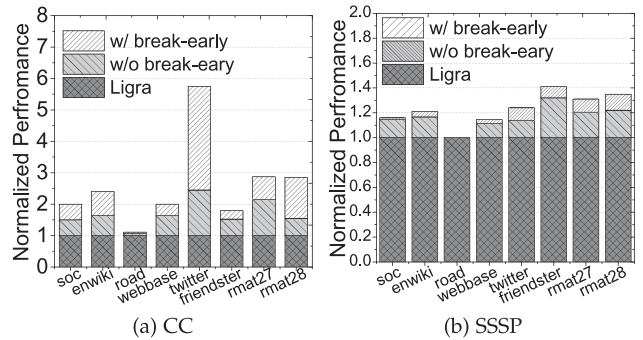 Normalized Perfromance
8
7
6
5
4
3
2
1
0
w/ break-early
w/o break-eary
Ligra
soc
enwiki
road
webbase
twitter
friendster
rmat27
rmat28
(a) CC
Normalized Perfromance
2.0
1.8
1.6
1.4
1.2
1.0
0.8
0.6
0.4
0.2
0.0
w/ break-early
w/o break-eary
Ligra
soc
enwiki
road
webbase
twitter
friendster
rmat27
rmat28
(b) SSSP